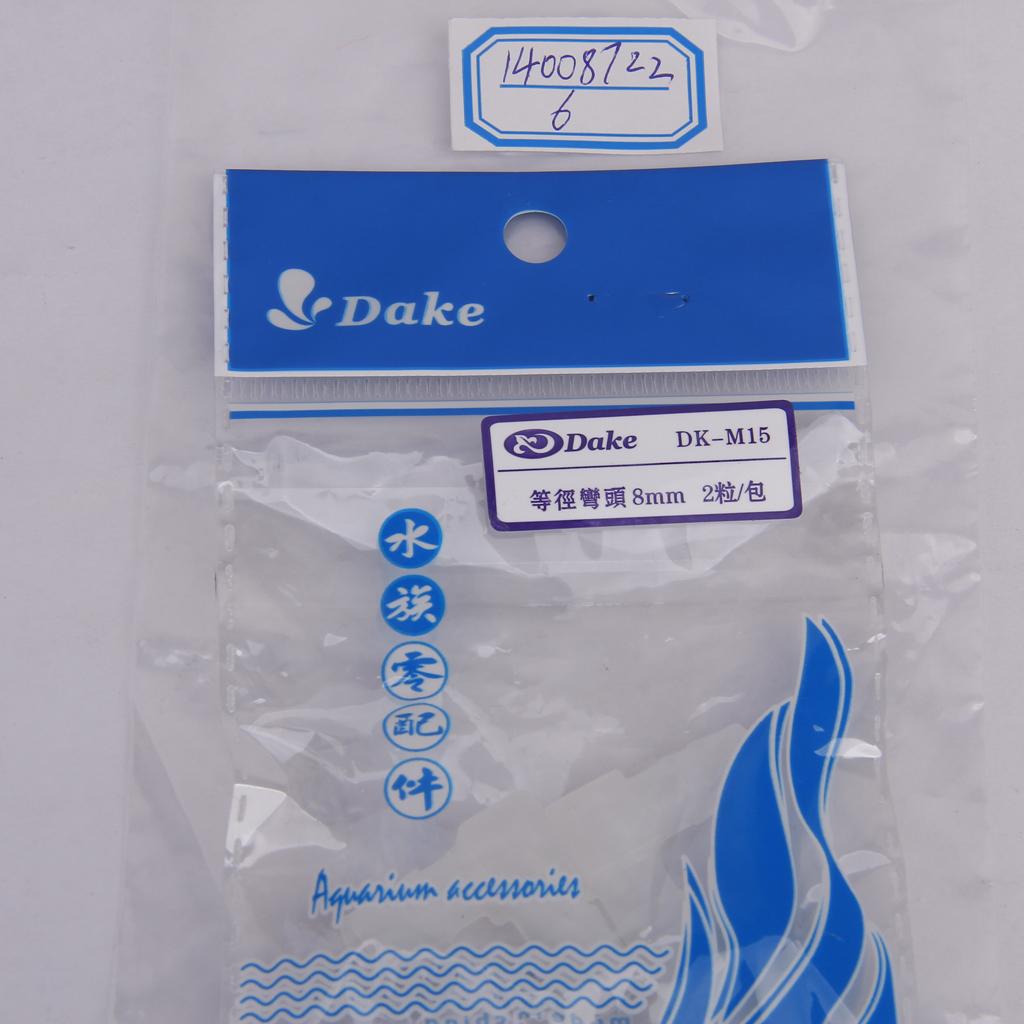 14008722
6
Dake
Dake DK-M15
等徑彎頭 8mm 2粒/包
水
族
零
配
件
Aquarium accessories